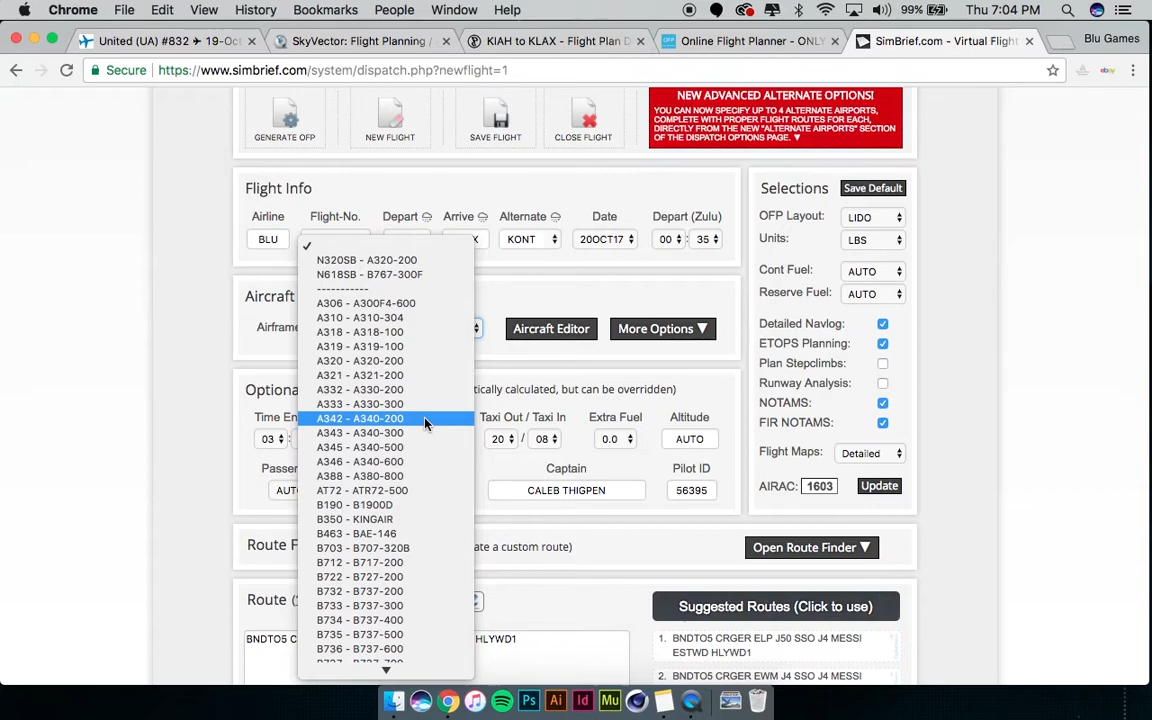 Chrome File Edit View History Bookmarks People Window Help 99% Thu 7:04 PM
United (UA) #832 ✈ 19-Oc SkyVector: Flight Planning / KIAH to KLAX - Flight Plan D Online Flight Planner - ONLY SimBrief.com - Virtual Flight Blu Games
Secure https://www.simbrief.com/system/dispatch.php?newflight=1
GENERATE OFP NEW FLIGHT SAVE FLIGHT CLOSE FLIGHT
NEW ADVANCED ALTERNATE OPTIONS!
YOU CAN NOW SPECIFY UP TO 4 ALTERNATE AIRPORTS,
COMPLETE WITH PROPER FLIGHT ROUTES FOR EACH,
DIRECTLY FROM THE NEW "ALTERNATE AIRPORTS" SECTION
OF THE DISPATCH OPTIONS PAGE. ▼
Flight Info
Airline Flight-No. Depart Arrive Alternate Date Depart (Zulu)
BLU X KONT 20OCT17 00 : 35
Aircraft
Airframe
Aircraft Editor More Options ▼
✓
N320SB - A320-200
N618SB - B767-300F
-----------
A306 - A300F4-600
A310 - A310-304
A318 - A318-100
A319 - A319-100
A320 - A320-200
A321 - A321-200
A332 - A330-200
A333 - A330-300
A342 - A340-200
A343 - A340-300
A345 - A340-500
A346 - A340-600
A388 - A380-800
AT72 - ATR72-500
B190 - B1900D
B350 - KINGAIR
B463 - BAE-146
B703 - B707-320B
B712 - B717-200
B722 - B727-200
B732 - B737-200
B733 - B737-300
B734 - B737-400
B735 - B737-500
B736 - B737-600
B737 - B737-700
Optiona tically calculated, but can be overridden)
Time En Taxi Out / Taxi In Extra Fuel Altitude
03 : 20 / 08 0.0 AUTO
Passe Captain Pilot ID
AUT CALEB THIGPEN 56395
Route F ate a custom route) Open Route Finder ▼
Route (
BNDTO5 CR HLYWD1
Suggested Routes (Click to use)
1. BNDTO5 CRGER ELP J50 SSO J4 MESSI
ESTWD HLYWD1
2. BNDTO5 CRGER EWM J4 SSO J4 MESSI
Selections Save Default
OFP Layout: LIDO
Units: LBS
Cont Fuel: AUTO
Reserve Fuel: AUTO
Detailed Navlog:
ETOPS Planning:
Plan Stepclimbs:
Runway Analysis:
NOTAMS:
FIR NOTAMS:
Flight Maps: Detailed
AIRAC: 1603 Update
Ps Ai Id Mu